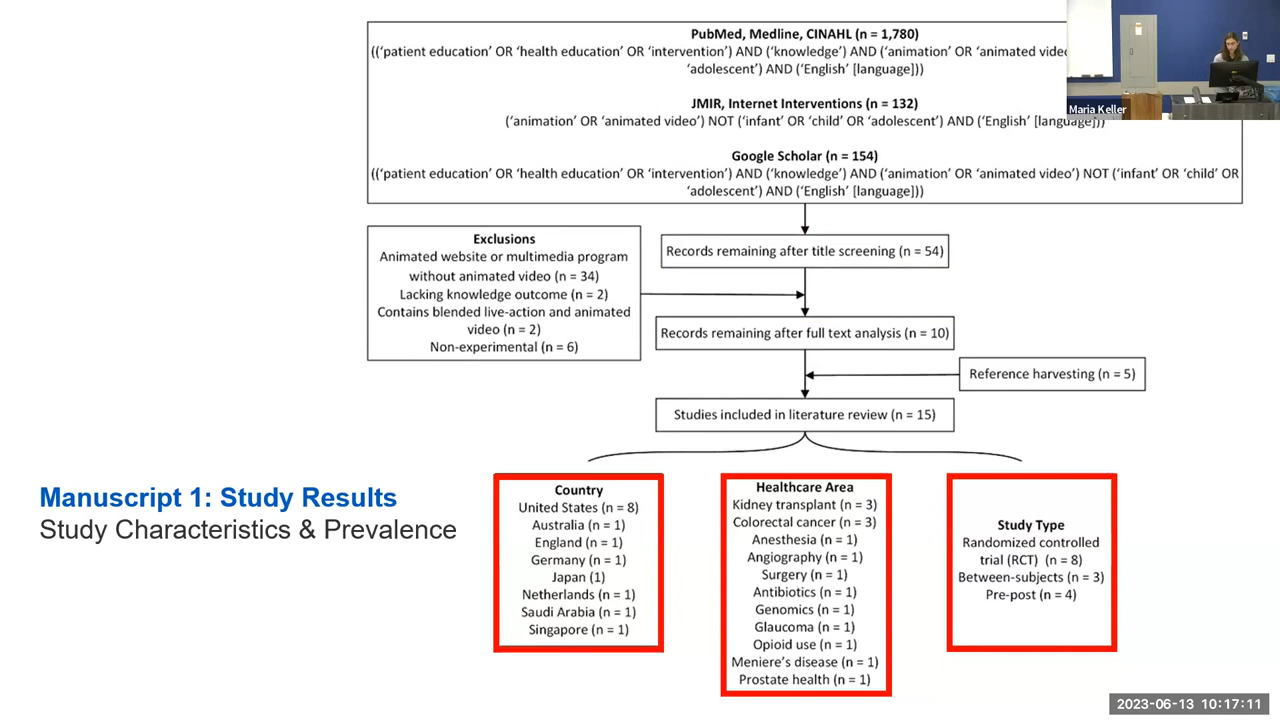 PubMed, Medline, CINAHL (n = 1,780)
((‘patient education’ OR ‘health education’ OR ‘intervention’) AND (‘knowledge’) AND (‘animation’ OR ‘animated video
‘adolescent’) AND (‘English’ [language]))
JMIR, Internet Interventions (n = 132)
(‘animation’ OR ‘animated video’) NOT (‘infant’ OR ‘child’ OR ‘adolescent’) AND (‘English’ [language]))
Google Scholar (n = 154)
((‘patient education’ OR ‘health education’ OR ‘intervention’) AND (‘knowledge’) AND (‘animation’ OR ‘animated video’) NOT (‘infant’ OR ‘child’ OR
‘adolescent’) AND (‘English’ [language]))
Maria Keller
Exclusions
Animated website or multimedia program
without animated video (n = 34)
Lacking knowledge outcome (n = 2)
Contains blended live-action and animated
video (n = 2)
Non-experimental (n = 6)
Records remaining after title screening (n = 54)
Records remaining after full text analysis (n = 10)
Reference harvesting (n = 5)
Studies included in literature review (n = 15)
Manuscript 1: Study Results
Study Characteristics & Prevalence
Country
United States (n = 8)
Australia (n = 1)
England (n = 1)
Germany (n = 1)
Japan (1)
Netherlands (n = 1)
Saudi Arabia (n = 1)
Singapore (n = 1)
Healthcare Area
Kidney transplant (n = 3)
Colorectal cancer (n = 3)
Anesthesia (n = 1)
Angiography (n = 1)
Surgery (n = 1)
Antibiotics (n = 1)
Genomics (n = 1)
Glaucoma (n = 1)
Opioid use (n = 1)
Meniere’s disease (n = 1)
Prostate health (n = 1)
Study Type
Randomized controlled
trial (RCT) (n = 8)
Between-subjects (n = 3)
Pre-post (n = 4)
2023-06-13 10:17:11